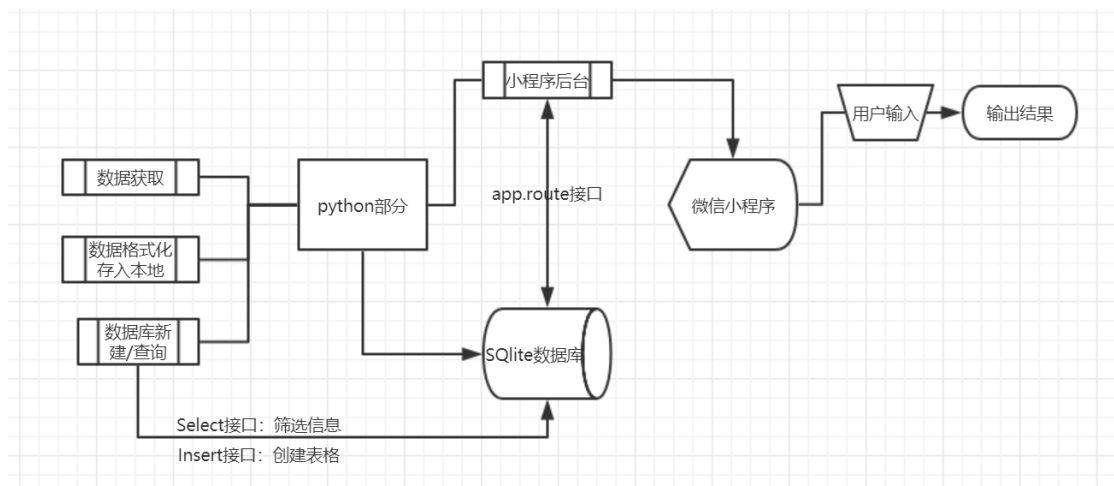 小程序后台
用户输入
输出结果
数据获取
python部分
app.route接口
微信小程序
数据格式化
存入本地
数据库新
建/查询
SQlite数据库
Select接口：筛选信息
Insert接口：创建表格